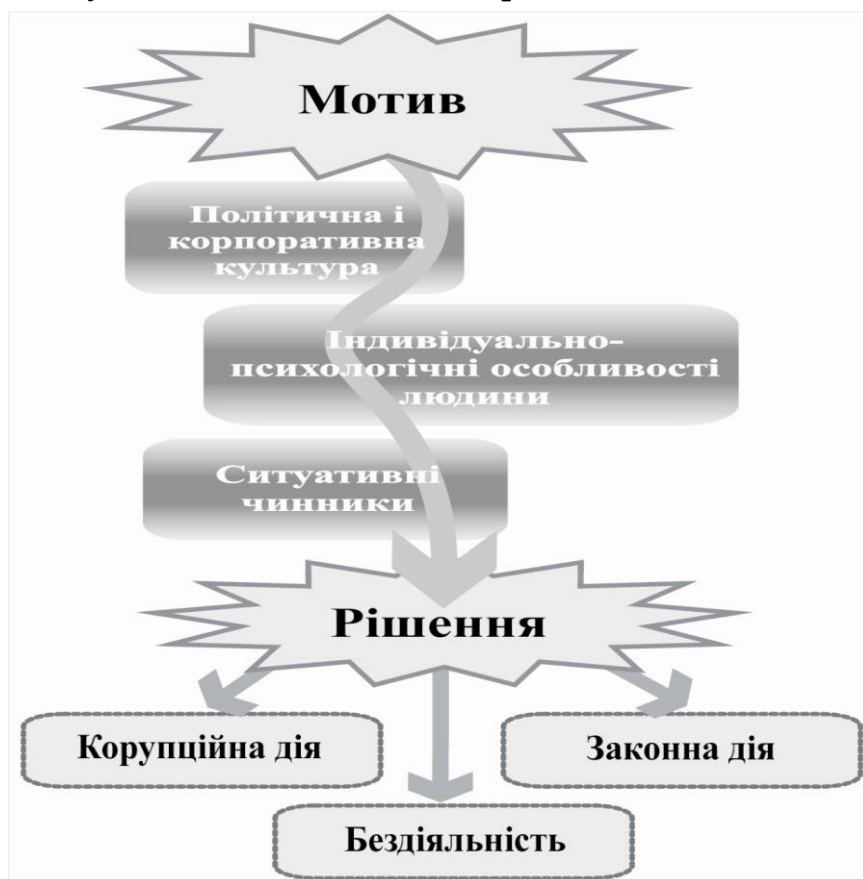 Мотив
Політична і
корпоративна
культура
Індивідуально-
психологічні особливості
людини
Ситуативні
чинники
Рішення
Корупційна дія
Законна дія
Бездіяльність